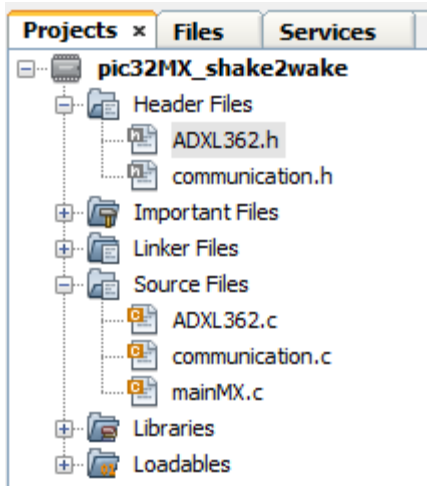 Projects × Files Services
pic32MX_shake2wake
Header Files
ADXL362.h
communication.h
Important Files
Linker Files
Source Files
ADXL362.c
communication.c
mainMX.c
Libraries
Loadables